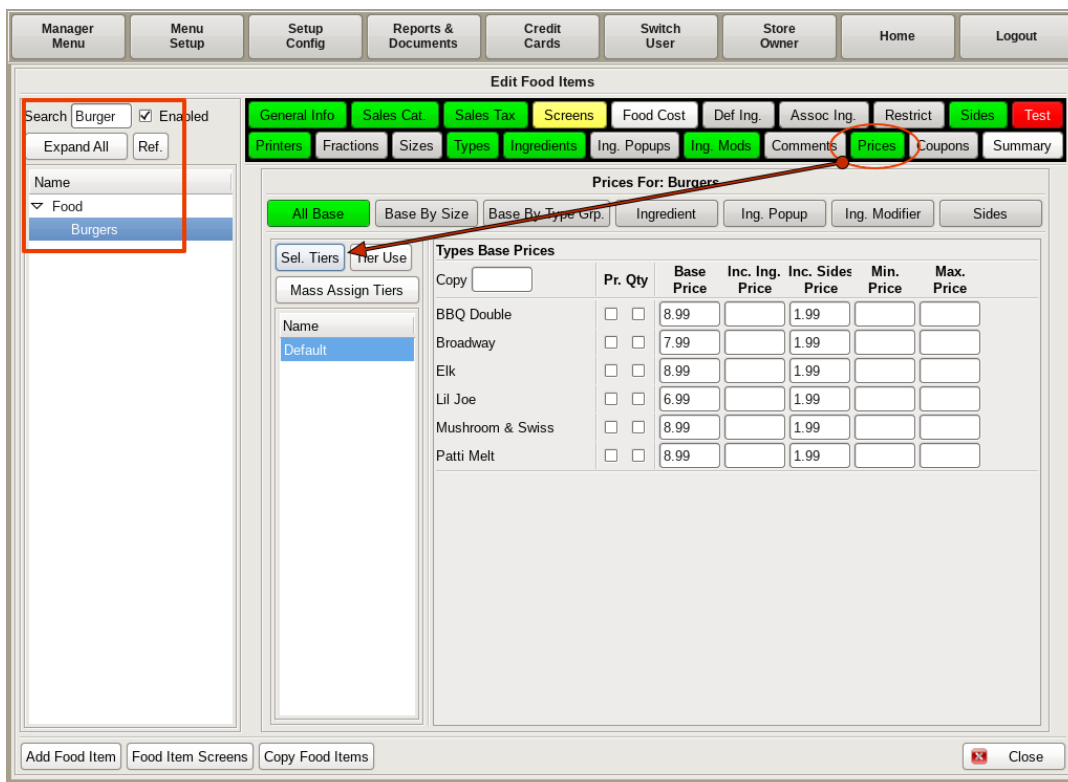 Manager Menu Menu Setup Setup Config Reports & Documents Credit Cards Switch User Store Owner Home Logout
Edit Food Items
Search Burger Enabled
Expand All Ref.
Name
Food
Burgers
General Info Sales Cat. Sales Tax Screens Food Cost Def Ing. Assoc Ing. Restrict Sides Test
Printers Fractions Sizes Types Ingredients Ing. Popups Ing. Mods Comments Prices Coupons Summary
Prices For: Burgers
All Base Base By Size Base By Type Grp. Ingredient Ing. Popup Ing. Modifier Sides
Sel. Tiers Tier Use
Mass Assign Tiers
Name
Default
Types Base Prices
Copy Pr. Qty Base Price Inc. Ing. Price Inc. Sides Price Min. Price Max. Price
BBQ Double 8.99 1.99
Broadway 7.99 1.99
Elk 8.99 1.99
Lil Joe 6.99 1.99
Mushroom & Swiss 8.99 1.99
Patti Melt 8.99 1.99
Add Food Item Food Item Screens Copy Food Items Close